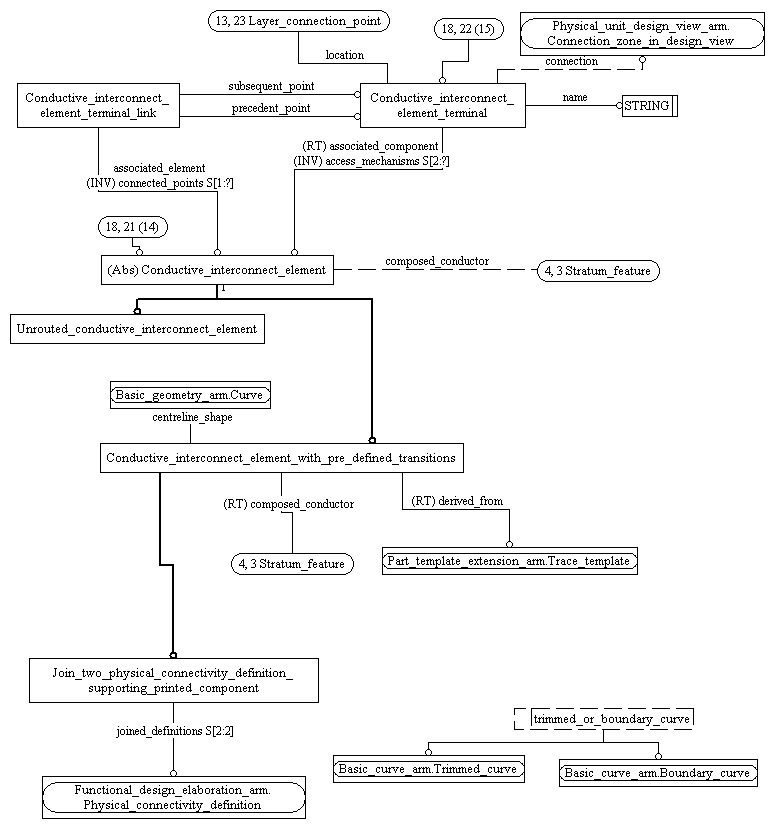 13, 23 Layer_connection_point
18, 22 (15)
Physical_unit_design_view_arm.
Connection_zone_in_design_view
location
connection
subsequent_point
Conductive_interconnect_
element_terminal_link
Conductive_interconnect_
element_terminal
name
STRING
precedent_point
(RT) associated_component
(INV) access_mechanisms S[2:?]
associated_element
(INV) connected_points S[1:?]
18, 21 (14)
composed_conductor
(Abs) Conductive_interconnect_element
4, 3 Stratum_feature
1
Unrouted_conductive_interconnect_element
Basic_geometry_arm.Curve
centreline_shape
Conductive_interconnect_element_with_pre_defined_transitions
(RT) composed_conductor
(RT) derived_from
4, 3 Stratum_feature
Part_template_extension_arm.Trace_template
Join_two_physical_connectivity_definition_
supporting_printed_component
joined_definitions S[2:2]
trimmed_or_boundary_curve
Basic_curve_arm.Trimmed_curve
Basic_curve_arm.Boundary_curve
Functional_design_elaboration_arm.
Physical_connectivity_definition